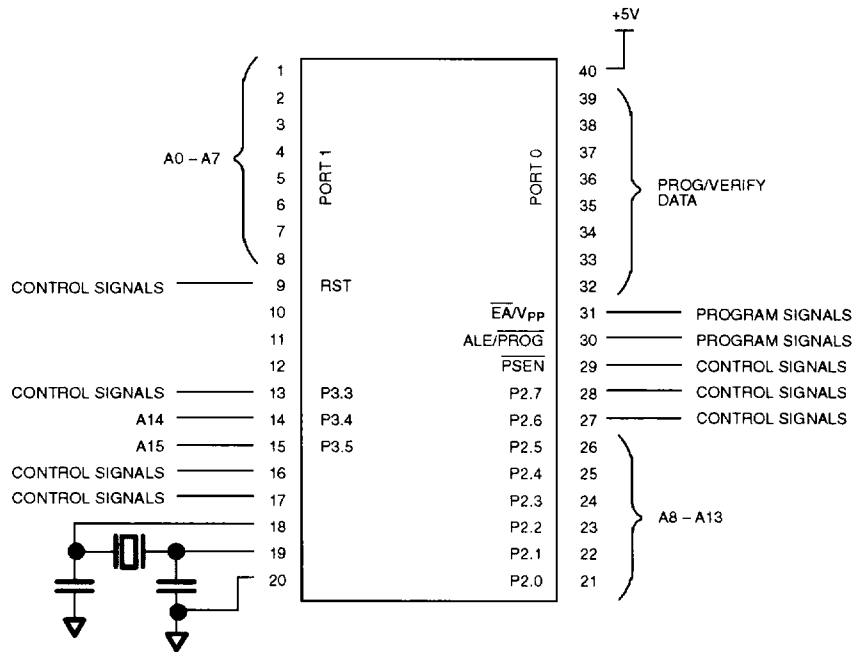 +5V
1 40
2 39
3 38
A0 – A7 4 PORT 1 PORT 0 37
5 36 PROG/VERIFY
6 35 DATA
7 34
8 33
CONTROL SIGNALS 9 RST 32
10 EA/VPP 31 PROGRAM SIGNALS
11 ALE/PROG 30 PROGRAM SIGNALS
12 PSEN 29 CONTROL SIGNALS
CONTROL SIGNALS 13 P3.3 P2.7 28 CONTROL SIGNALS
A14 14 P3.4 P2.6 27 CONTROL SIGNALS
A15 15 P3.5 P2.5 26
CONTROL SIGNALS 16 P2.4 25
CONTROL SIGNALS 17 P2.3 24
18 P2.2 23 A8 – A13
19 P2.1 22
20 P2.0 21